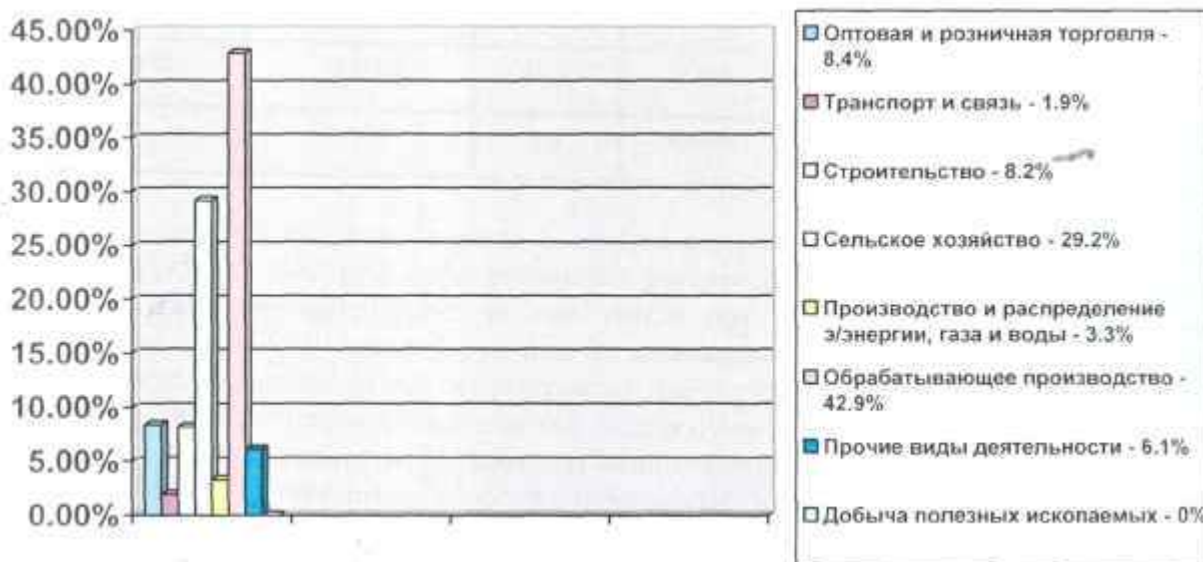 45.00%
40.00%
35.00%
30.00%
25.00%
20.00%
15.00%
10.00%
5.00%
0.00%
Оптовая и розничная торговля -
8.4%
Транспорт и связь - 1.9%
Строительство - 8.2%
Сельское хозяйство - 29.2%
Производство и распределение
э/энергии, газа и воды - 3.3%
Обрабатывающее производство -
42.9%
Прочие виды деятельности - 6.1%
Добыча полезных ископаемых - 0%